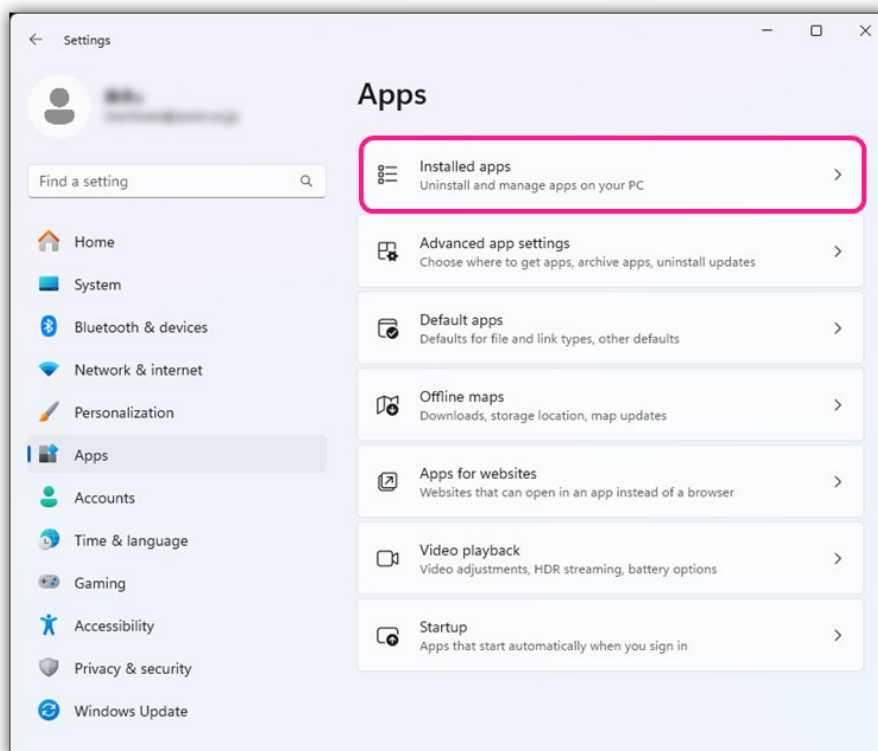 Settings
Apps
Find a setting
Home
System
Bluetooth & devices
Network & internet
Personalization
Apps
Accounts
Time & language
Gaming
Accessibility
Privacy & security
Windows Update
Installed apps
Uninstall and manage apps on your PC
Advanced app settings
Choose where to get apps, archive apps, uninstall updates
Default apps
Defaults for file and link types, other defaults
Offline maps
Downloads, storage location, map updates
Apps for websites
Websites that can open in an app instead of a browser
Video playback
Video adjustments, HDR streaming, battery options
Startup
Apps that start automatically when you sign in